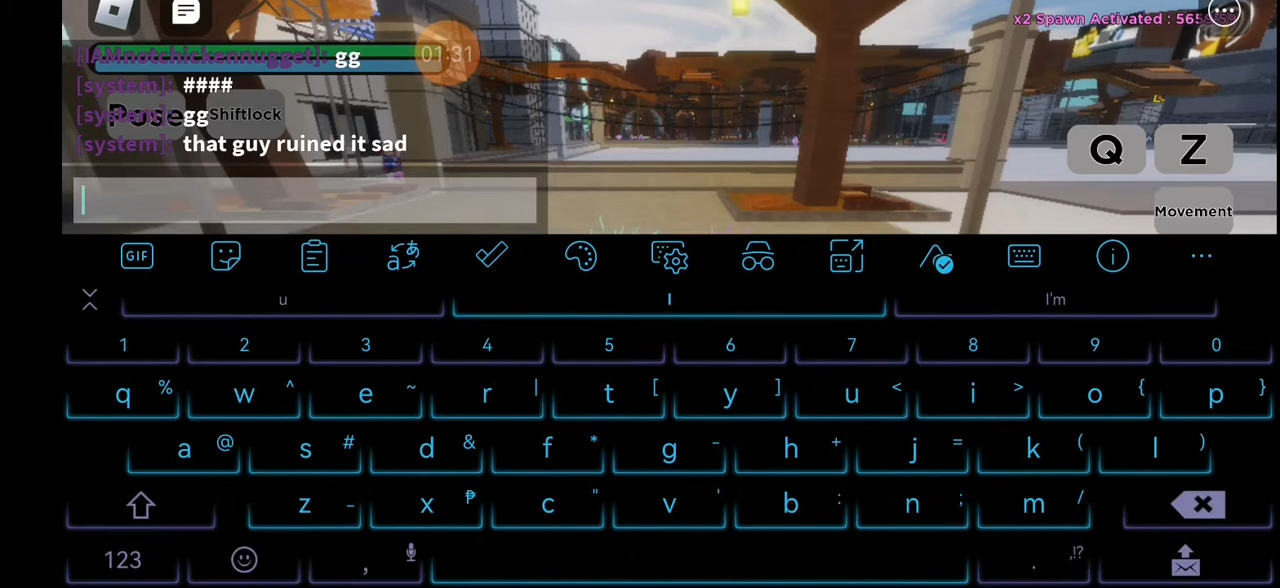 x2 Spawn Activated : 565
[IAMnotchickennugget]: gg
01:31
[system]: ####
Pose
Shiftlock
[system]: gg
[system]: that guy ruined it sad
Q
Z
Movement
GIF
u I I'm
1 2 3 4 5 6 7 8 9 0
q % w ^ e ~ r | t [ y ] u < i > o { p }
a @ s # d & f * g - h + j = k ( l )
z _ x ₱ c " v ' b : n ; m /
123 , . ,!?